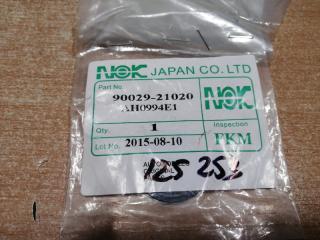 NOK JAPAN CO. LTD
Part No
90029-21020
AH0994E1
NOK
Qty.
1
Inspection
Lot No.
2015-08-10
PKM
125 252